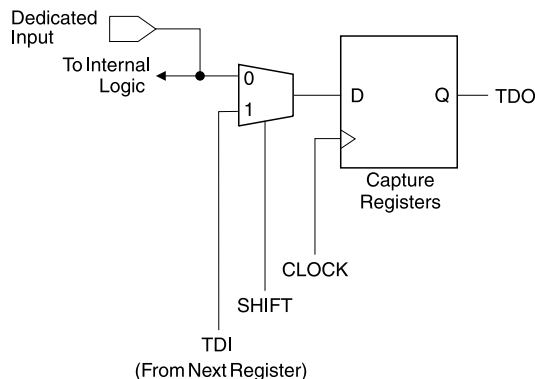 Dedicated
Input
To Internal
Logic
0
1
D
Q
TDO
Capture
Registers
CLOCK
SHIFT
TDI
(From Next Register)